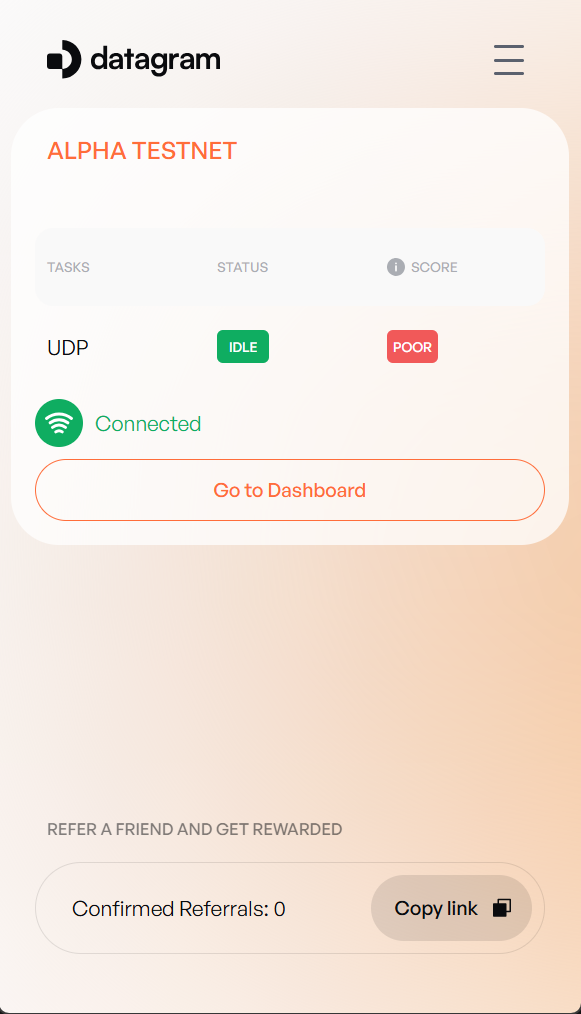 datagram
ALPHA TESTNET
TASKS STATUS i SCORE
UDP IDLE POOR
Connected
Go to Dashboard
REFER A FRIEND AND GET REWARDED
Confirmed Referrals: 0 Copy link